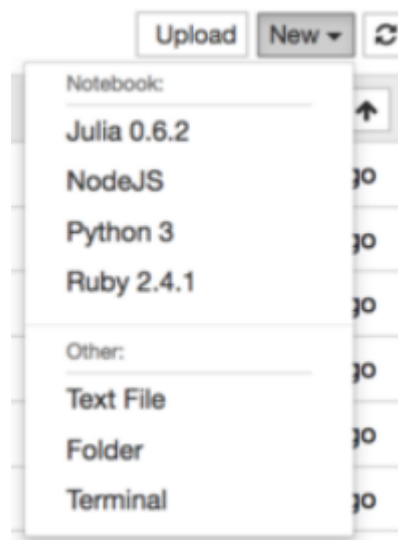 Upload New
Notebook:
Julia 0.6.2
NodeJS
Python 3
Ruby 2.4.1
Other:
Text File
Folder
Terminal